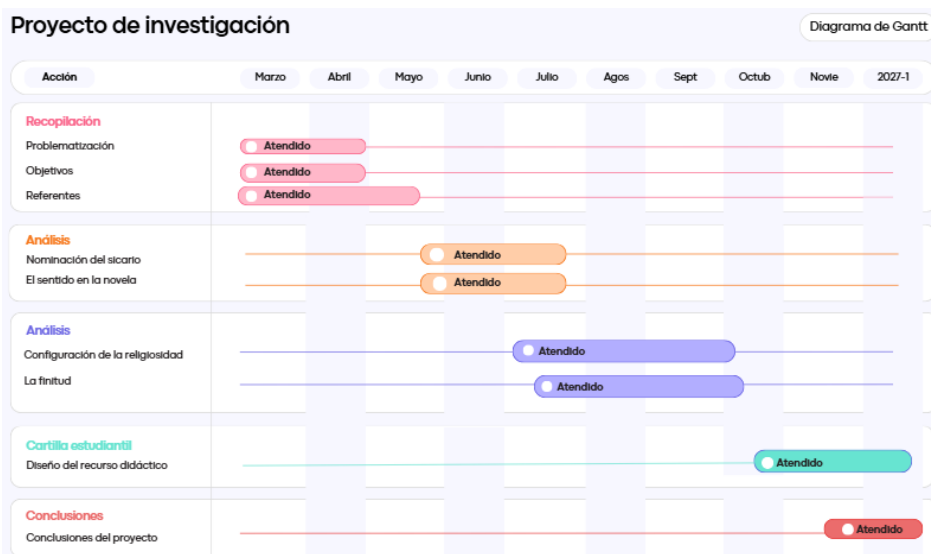 Proyecto de investigación
Diagrama de Gantt
Acción Marzo Abril Mayo Junio Julio Agos Sept Octub Novie 2027-1
Recopilación
Problematización Atendido
Objetivos Atendido
Referentes Atendido
Análisis
Nominación del sicario Atendido
El sentido en la novela Atendido
Análisis
Configuración de la religiosidad Atendido
La finitud Atendido
Cartilla estudiantil
Diseño del recurso didáctico Atendido
Conclusiones
Conclusiones del proyecto Atendido